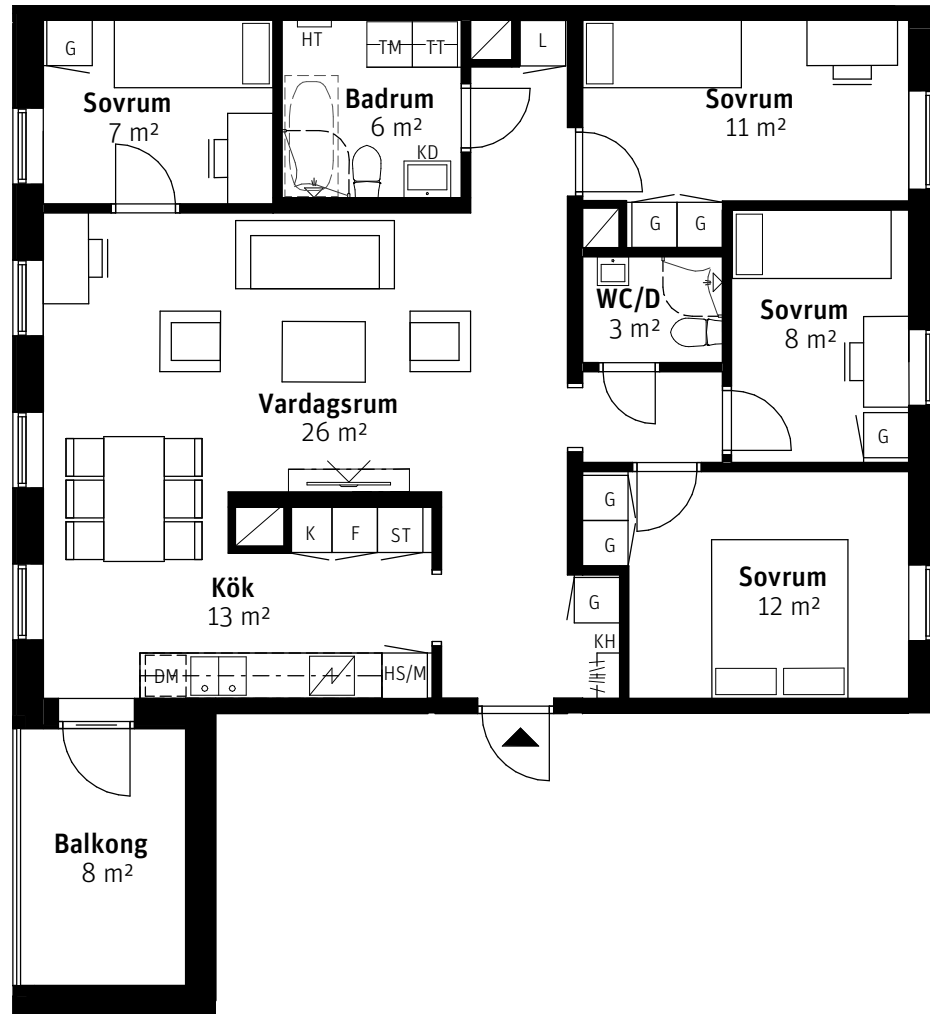 G
HT
TM
TT
L
Sovrum
7 m²
Badrum
6 m²
KD
Sovrum
11 m²
G
G
WC/D
3 m²
Sovrum
8 m²
Vardagsrum
26 m²
G
K
F
ST
G
G
Kök
13 m²
Sovrum
12 m²
G
KH
DM
HS/M
Balkong
8 m²